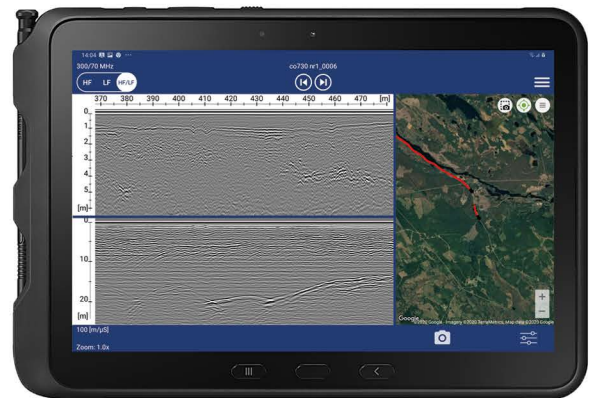 14:04
300/70 MHz
co730 nr1_0006
HF LF HF/LF
370 380 390 400 410 420 430 440 450 460 470 [m]
0
1
2
3
4
5
[m]
0
10
20
[m]
100 [m/µS]
Zoom: 1.0x
Google
+
−